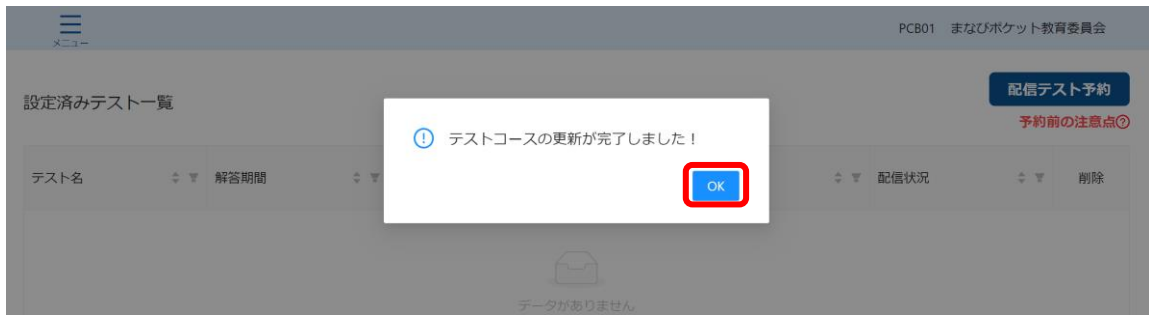 メニュー
PCB01 まなびポケット教育委員会
設定済みテスト一覧
配信テスト予約
予約前の注意点?
テストコースの更新が完了しました！
OK
テスト名 解答期間 配信状況 削除
データがありません